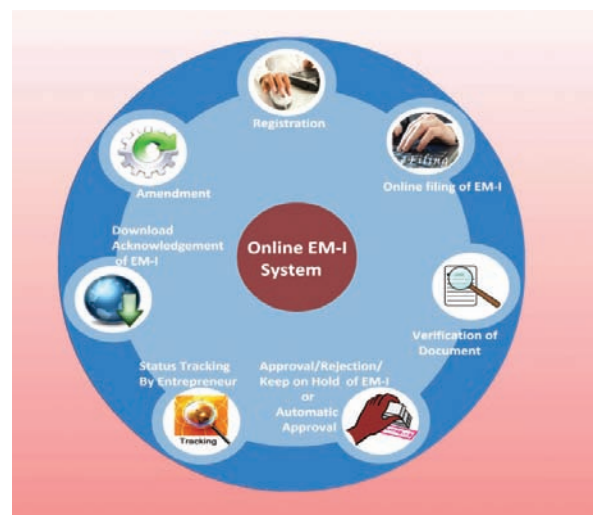 Registration
eFiling
Online filing of EM-I
Verification of
Document
Approval/Rejection/
Keep on Hold of EM-I
or
Automatic
Approval
Status Tracking
By Entrepreneur
Tracking
Download
Acknowledgement
of EM-I
Amendment
Online EM-I
System